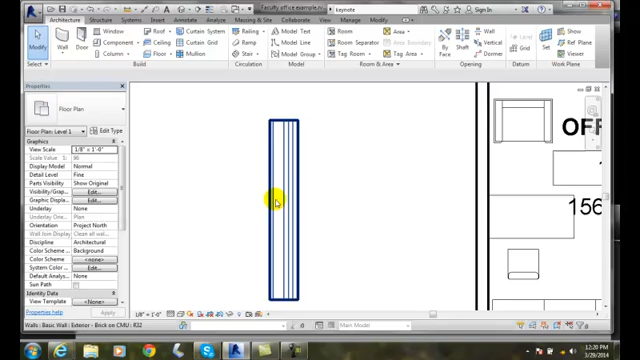 Faculty office example.rv...
keynote
Sign In
Architecture Structure Systems Insert Annotate Analyze Massing & Site Collaborate View Manage Modify
Modify
Select
Wall
Door
Window
Component
Column
Roof
Ceiling
Floor
Curtain System
Curtain Grid
Mullion
Build
Railing
Ramp
Stair
Circulation
Model Text
Model Line
Model Group
Model
Room
Room Separator
Tag Room
Area
Room & Area
By Face
Shaft
Wall
Vertical
Dormer
Opening
Level
Grid
Datum
Set
Show
Ref Plane
Viewer
Work Plane
Properties
Floor Plan
Floor Plan: Level 1
Edit Type
Graphics
View Scale 1/8" = 1'-0"
Scale Value 1: 96
Display Model Normal
Detail Level Fine
Parts Visibility Show Original
Visibility/Grap... Edit...
Graphic Displa... Edit...
Underlay None
Underlay Orie... Plan
Orientation Project North
Wall Join Display Clean all wall joins
Discipline Architectural
Color Scheme ... Background
Color Scheme <none>
System Color ... Edit...
Default Analys... None
Sun Path
Identity Data
View Template <None>
Properties help
Apply
OFF
156
1/8" = 1'-0"
Walls : Basic Wall : Exterior - Brick on CMU : R32
:0
Main Model
:0
12:20 PM
3/29/2014